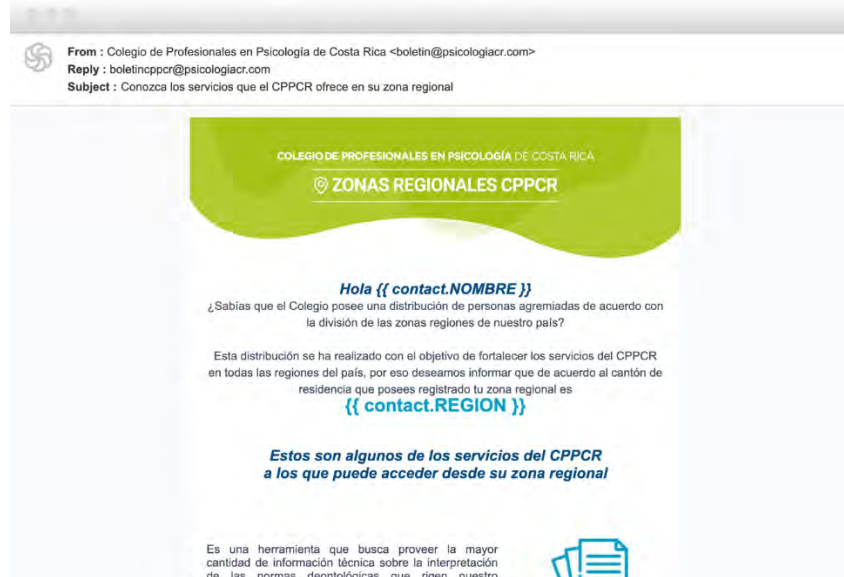 From : Colegio de Profesionales en Psicología de Costa Rica <boletin@psicologiacr.com>
Reply : boletincppcr@psicologiacr.com
Subject : Conozca los servicios que el CPPCR ofrece en su zona regional
COLEGIO DE PROFESIONALES EN PSICOLOGÍA DE COSTA RICA
ZONAS REGIONALES CPPCR
Hola {{ contact.NOMBRE }}
¿Sabías que el Colegio posee una distribución de personas agremiadas de acuerdo con
la división de las zonas regiones de nuestro país?
Esta distribución se ha realizado con el objetivo de fortalecer los servicios del CPPCR
en todas las regiones del país, por eso deseamos informar que de acuerdo al cantón de
residencia que posees registrado tu zona regional es
{{ contact.REGION }}
Estos son algunos de los servicios del CPPCR
a los que puede acceder desde su zona regional
Es una herramienta que busca proveer la mayor
cantidad de información técnica sobre la interpretación
de las normas deontológicas que rigen nuestro